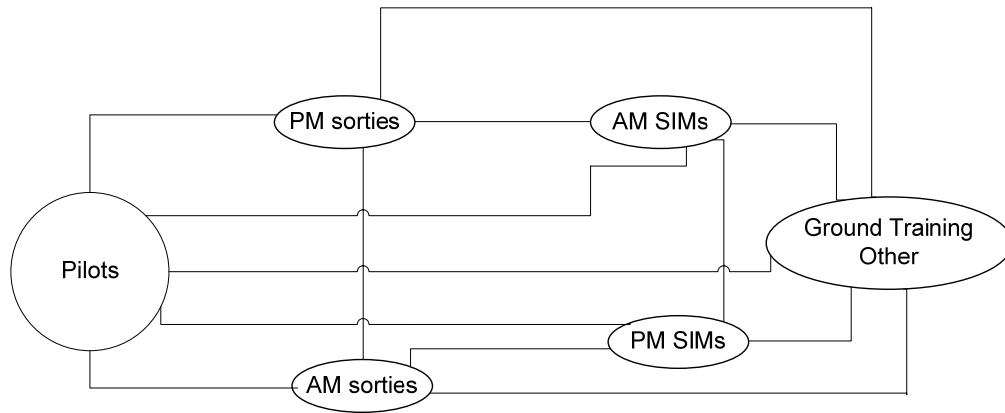 PM sorties
AM SIMs
Ground Training
Other
Pilots
PM SIMs
AM sorties